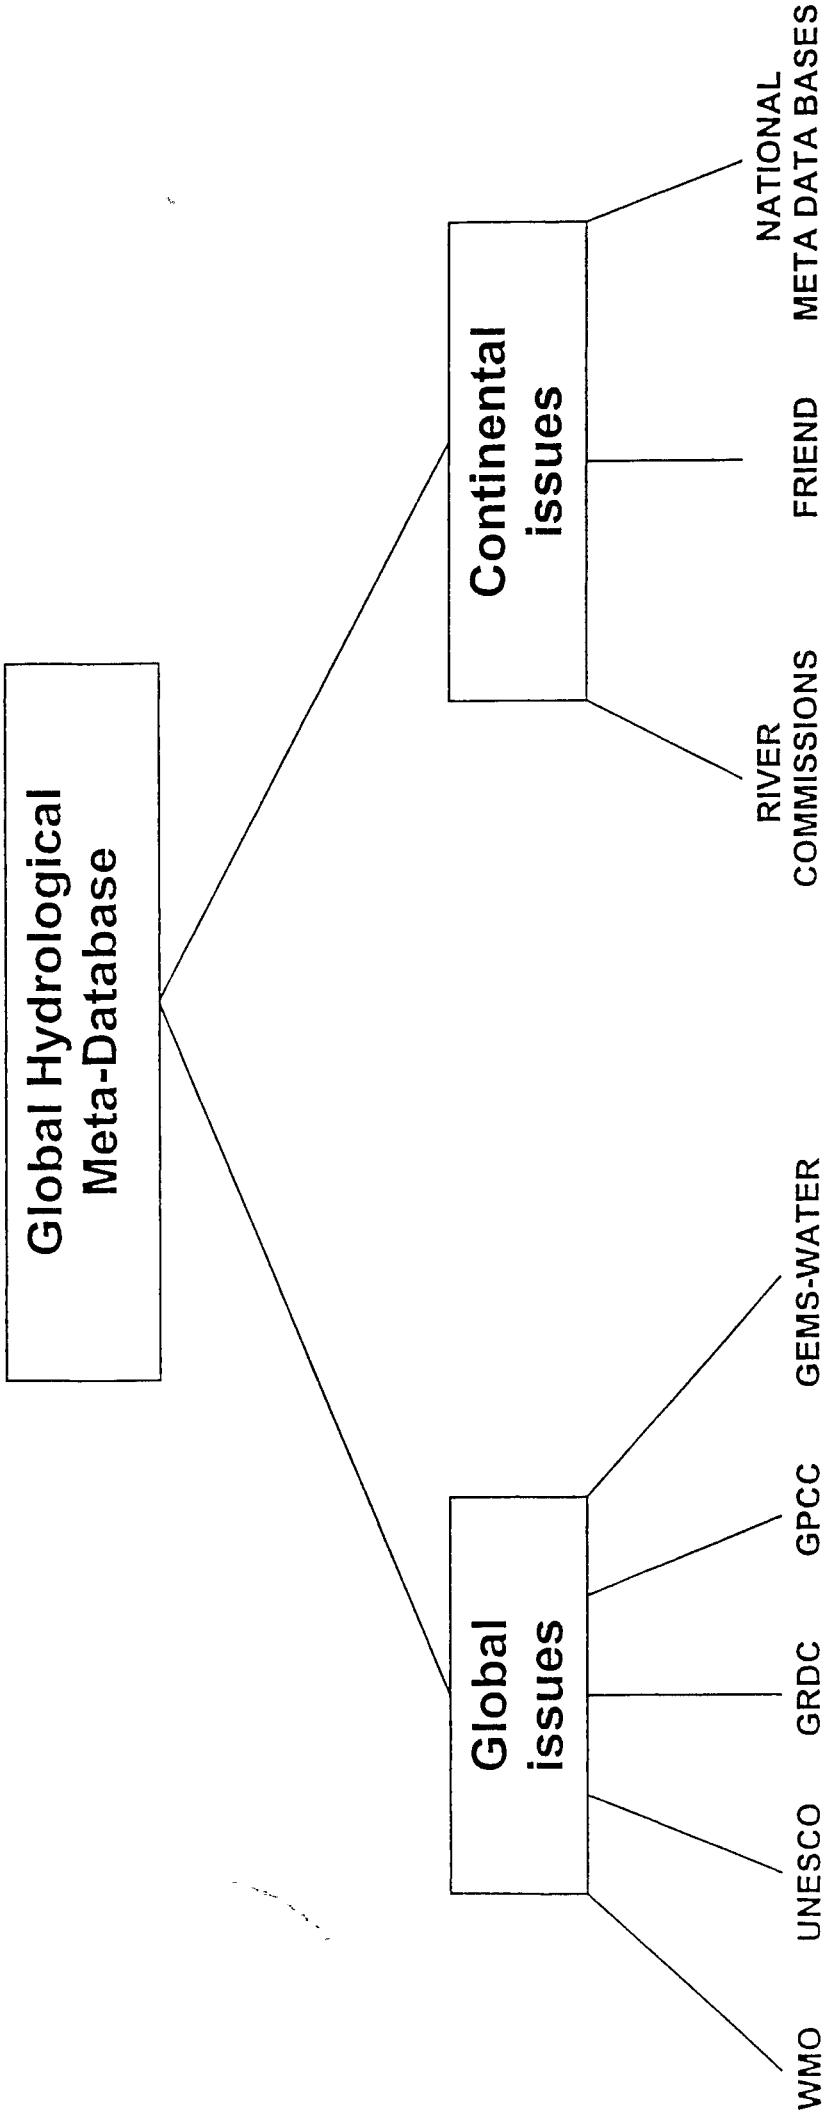 Global Hydrological
Meta-Database
Global
issues
Continental
issues
WMO
UNESCO
GRDC
GPCC
GEMS-WATER
RIVER
COMMISSIONS
FRIEND
NATIONAL
META DATA BASES